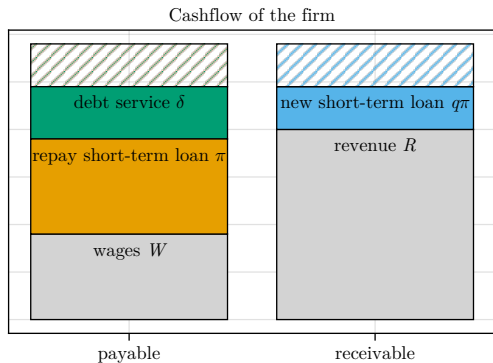 Cashflow of the firm
debt service δ
repay short-term loan π
wages W
new short-term loan qπ
revenue R
payable
receivable